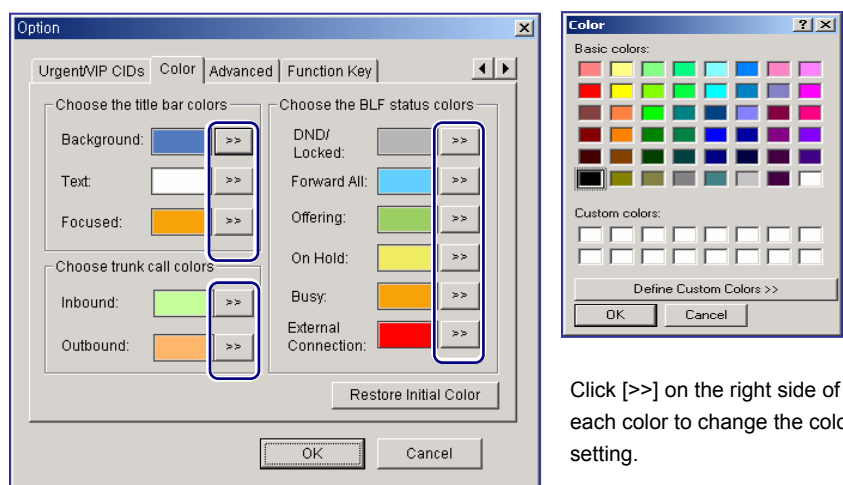 Option
Urgent/VIP CIDs Color Advanced Function Key
Choose the title bar colors
Background: >>
Text: >>
Focused: >>
Choose trunk call colors
Inbound: >>
Outbound: >>
Choose the BLF status colors
DND/
Locked: >>
Forward All: >>
Offering: >>
On Hold: >>
Busy: >>
External
Connection: >>
Restore Initial Color
OK Cancel
Color
Basic colors:
Custom colors:
Define Custom Colors >>
OK Cancel
Click [>>] on the right side of
each color to change the colo
setting.